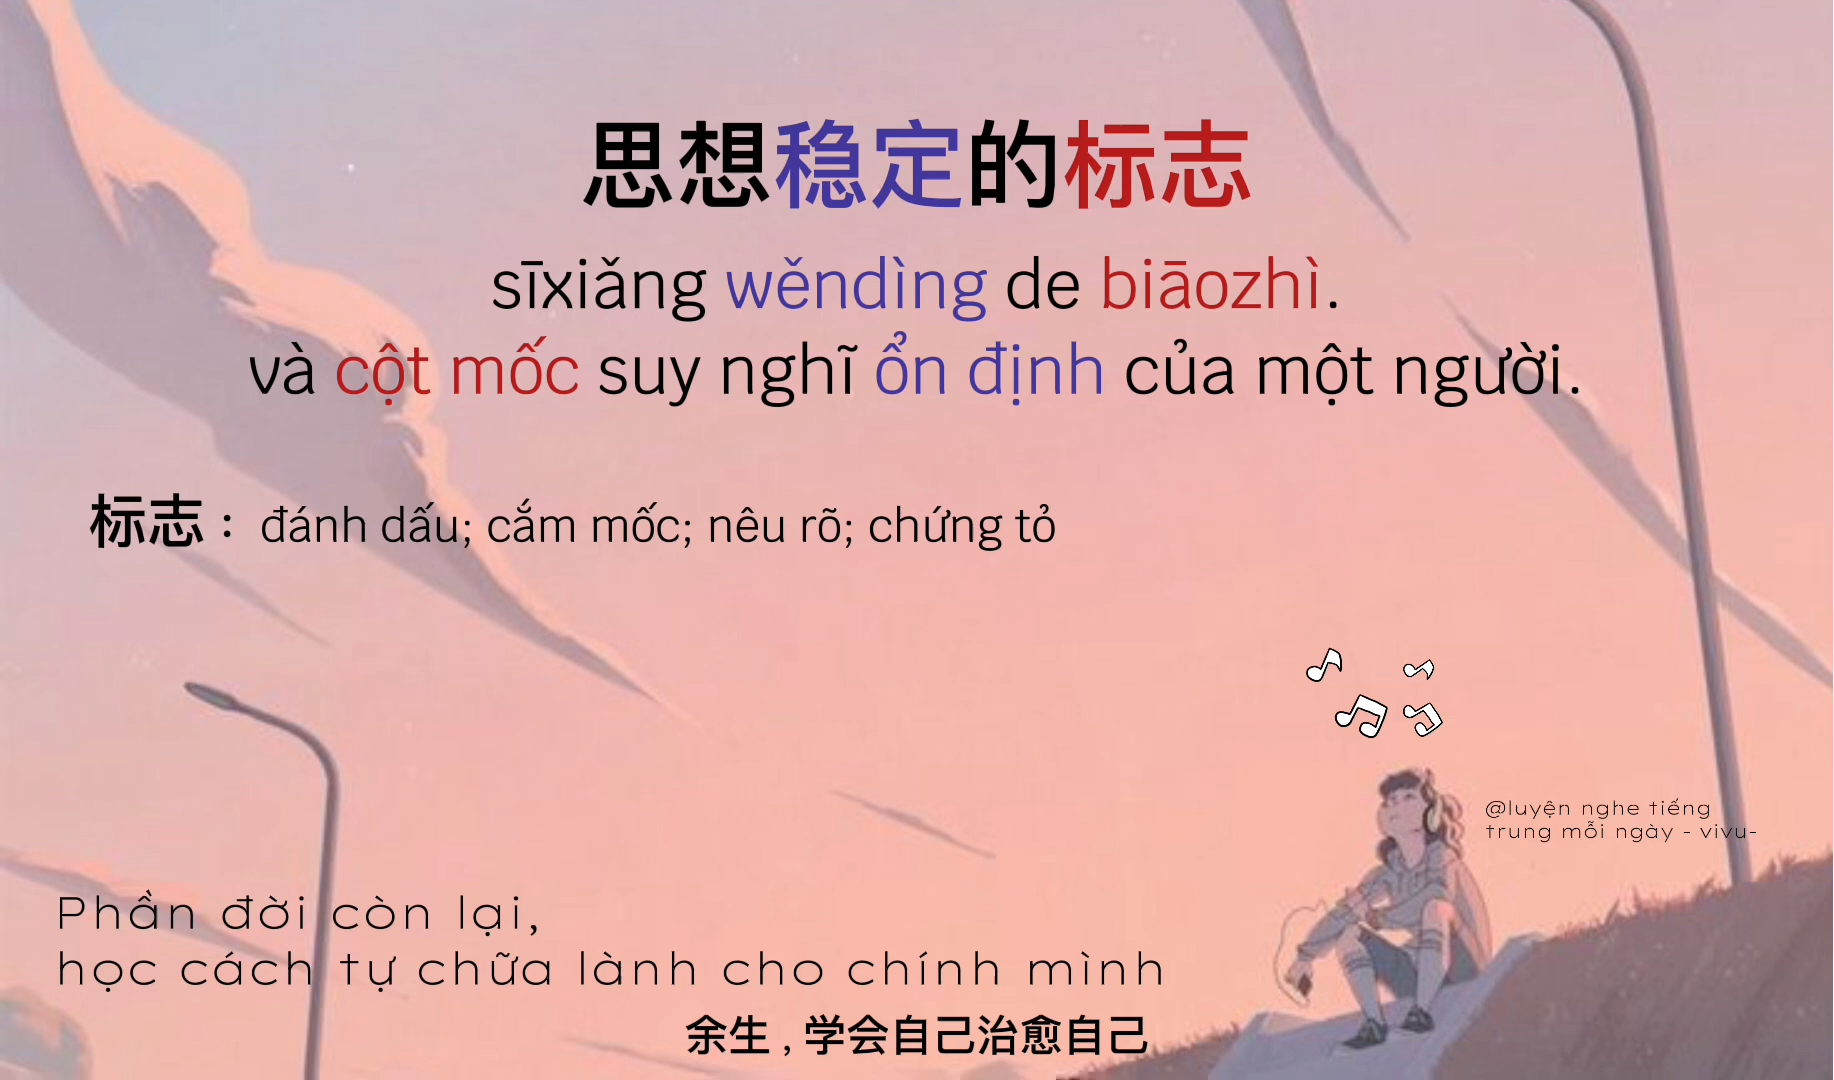 思想稳定的标志
sīxiǎng wěndìng de biāozhì.
và cột mốc suy nghĩ ổn định của một người.
标志： đánh dấu; cắm mốc; nêu rõ; chứng tỏ
@luyện nghe tiếng
trung mỗi ngày - vivu-
Phần đời còn lại,
học cách tự chữa lành cho chính mình
余生 , 学会自己治愈自己